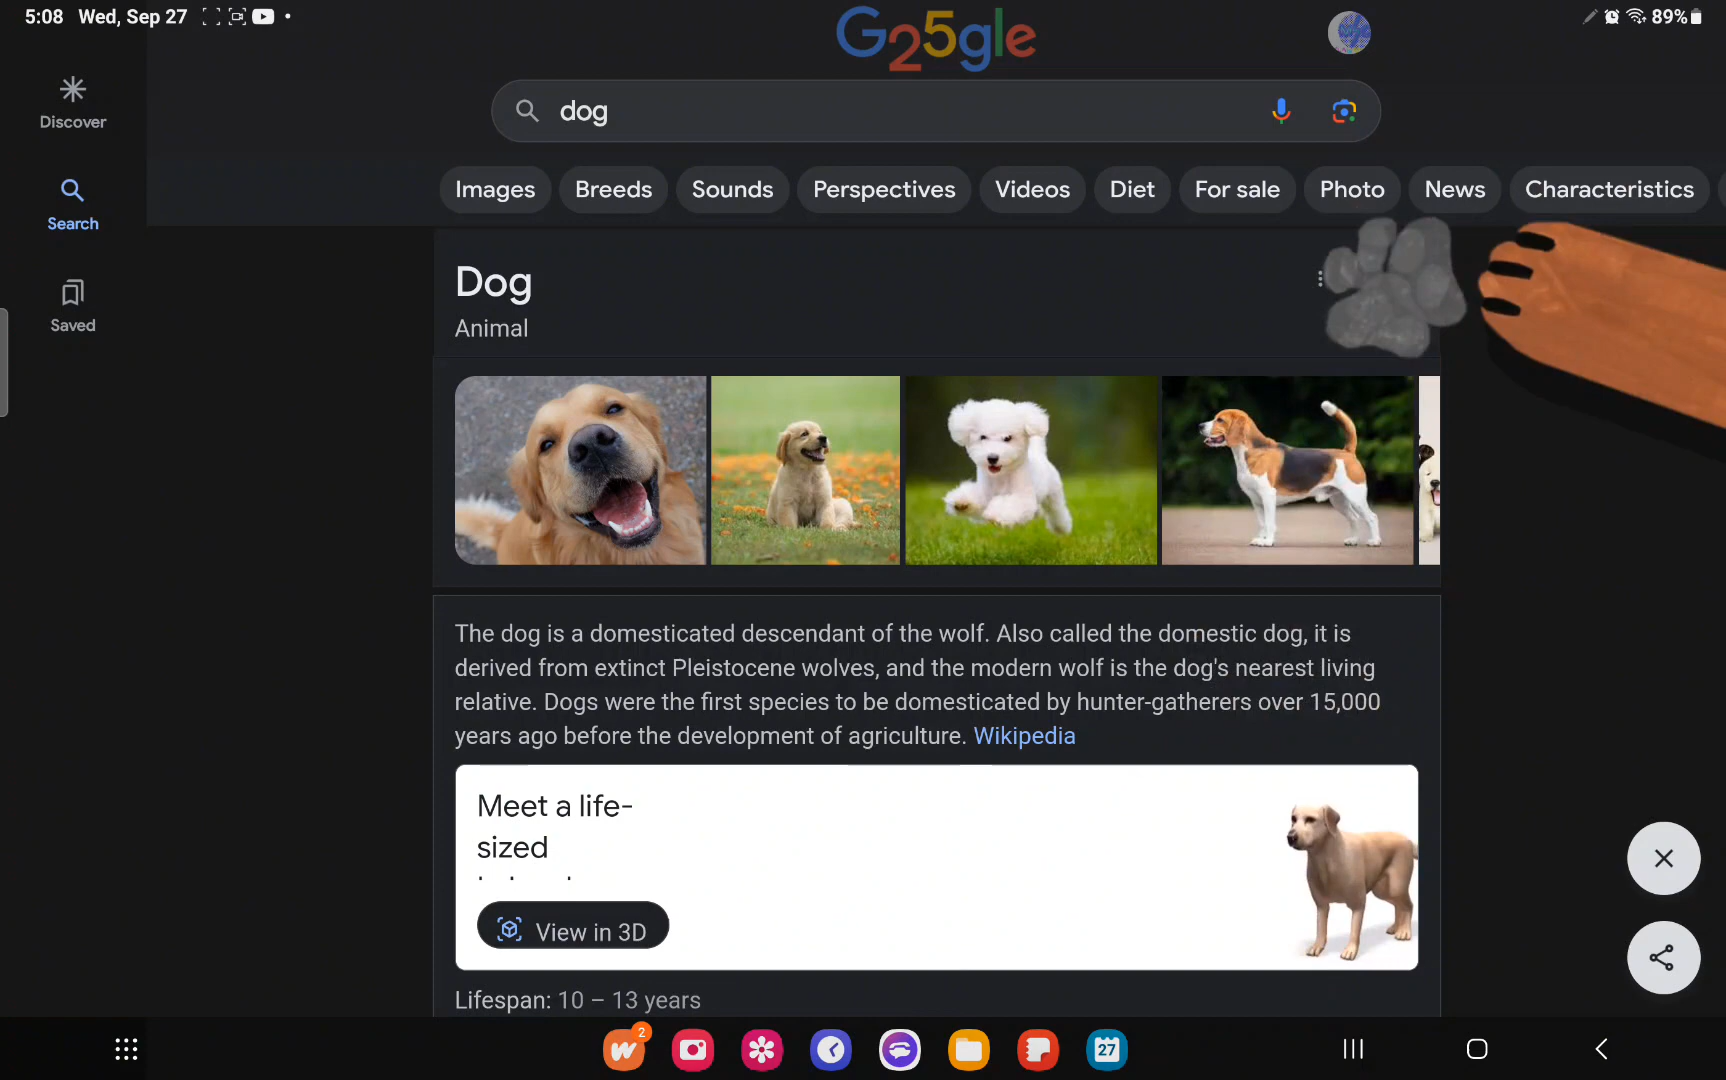 5:08 Wed, Sep 27
89%
G25gle
Discover
dog
Search
Images Breeds Sounds Perspectives Videos Diet For sale Photo News Characteristics
Saved
Dog
Animal
The dog is a domesticated descendant of the wolf. Also called the domestic dog, it is
derived from extinct Pleistocene wolves, and the modern wolf is the dog's nearest living
relative. Dogs were the first species to be domesticated by hunter-gatherers over 15,000
years ago before the development of agriculture. Wikipedia
Meet a life-
sized
View in 3D
Lifespan: 10 – 13 years
2
27